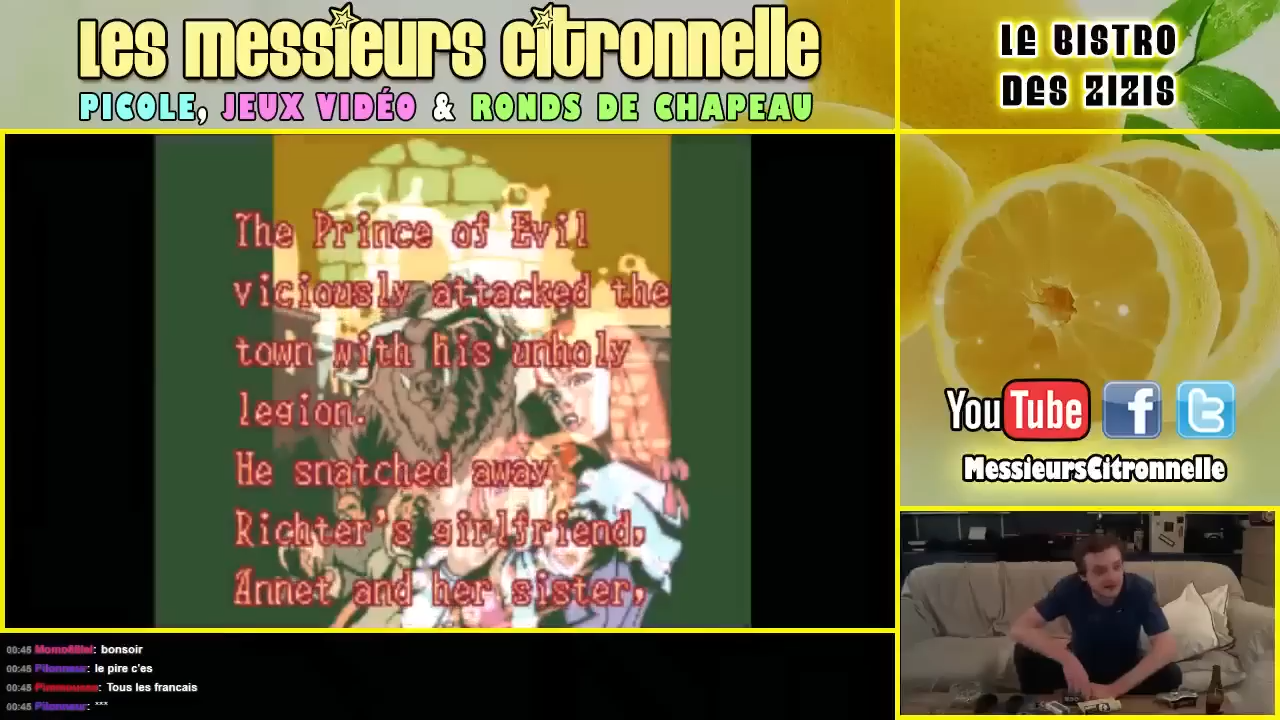 Les messieurs citronnelle
PICOLE, JEUX VIDÉO & RONDS DE CHAPEAU
LE BISTRO
DES ZIZIS
The Prince of Evil
viciously attacked the
town with his unholy
legion.
He snatched away
Richter's girlfriend,
Annet and her sister,
YouTube f t
MessieursCitronnelle
00:45 : bonsoir
00:45 Pilonneur: le pire c'es
00:45 : Tous les francais
00:45 Pilonneur: ***